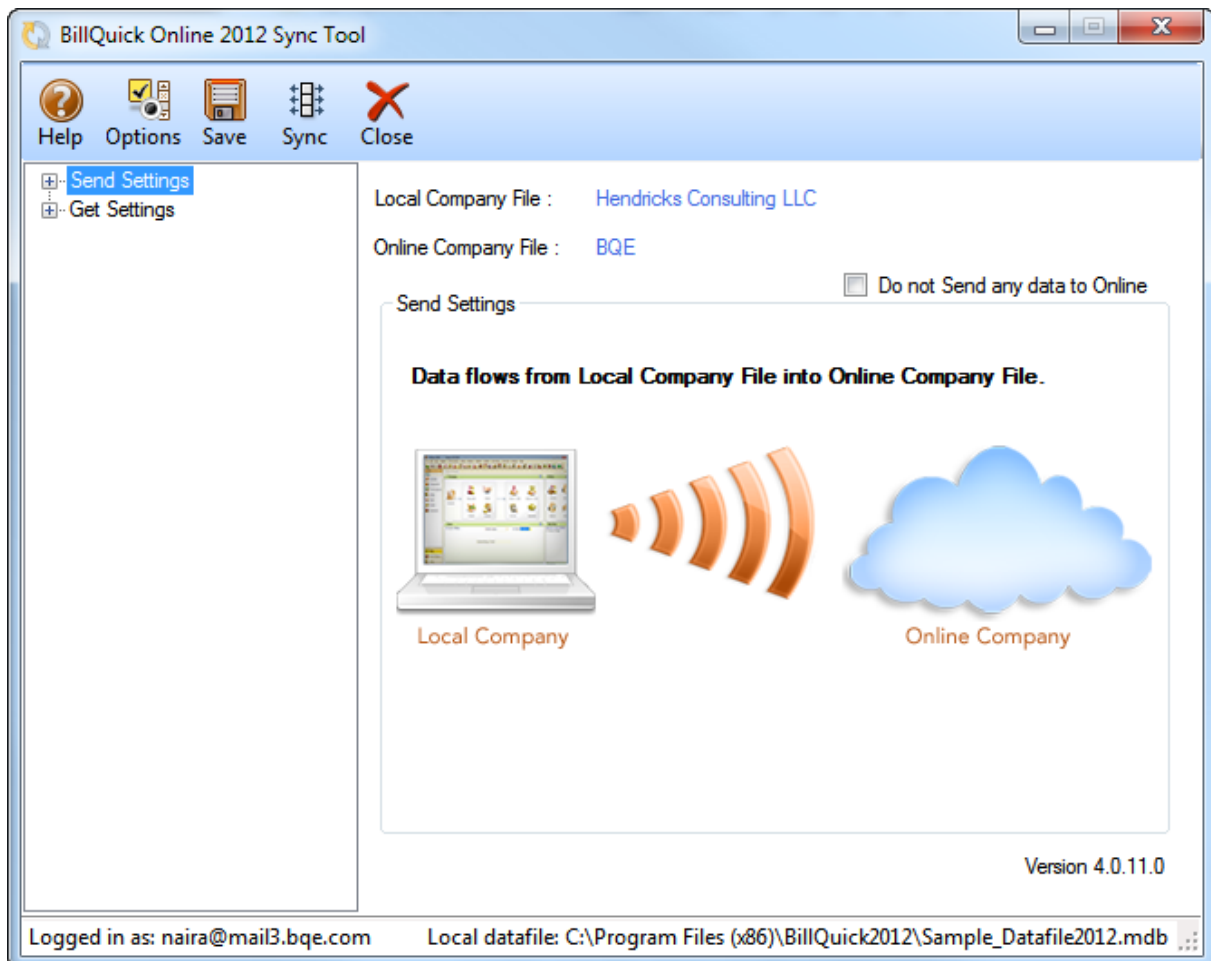 BillQuick Online 2012 Sync Tool
Help Options Save Sync Close
Send Settings
Get Settings
Local Company File : Hendricks Consulting LLC
Online Company File : BQE
Do not Send any data to Online
Send Settings
Data flows from Local Company File into Online Company File.
Local Company Online Company
Version 4.0.11.0
Logged in as: naira@mail3.bqe.com Local datafile: C:\Program Files (x86)\BillQuick2012\Sample_Datafile2012.mdb